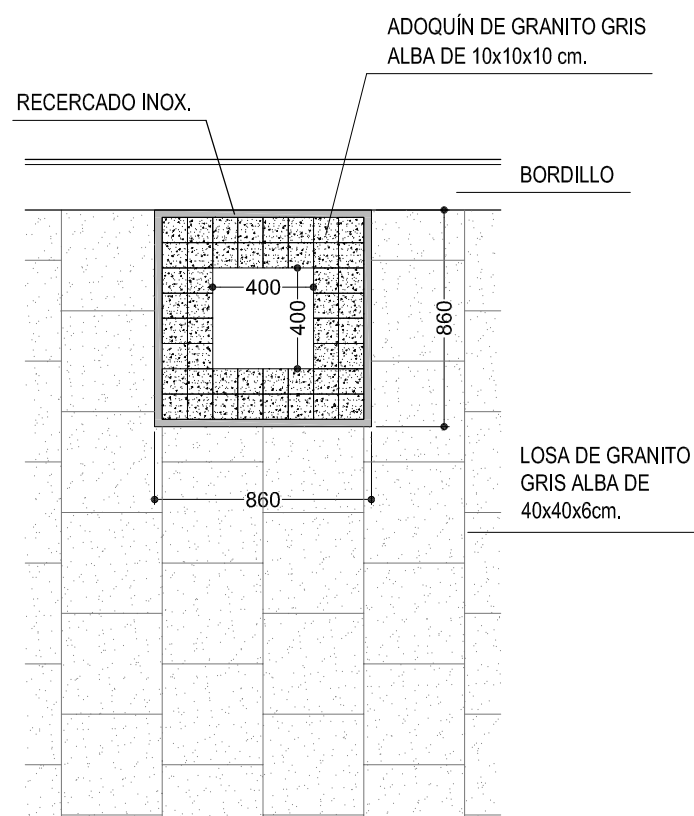 ADOQUÍN DE GRANITO GRIS
ALBA DE 10x10x10 cm.
RECERCADO INOX.
BORDILLO
400
400
860
860
LOSA DE GRANITO
GRIS ALBA DE
40x40x6cm.